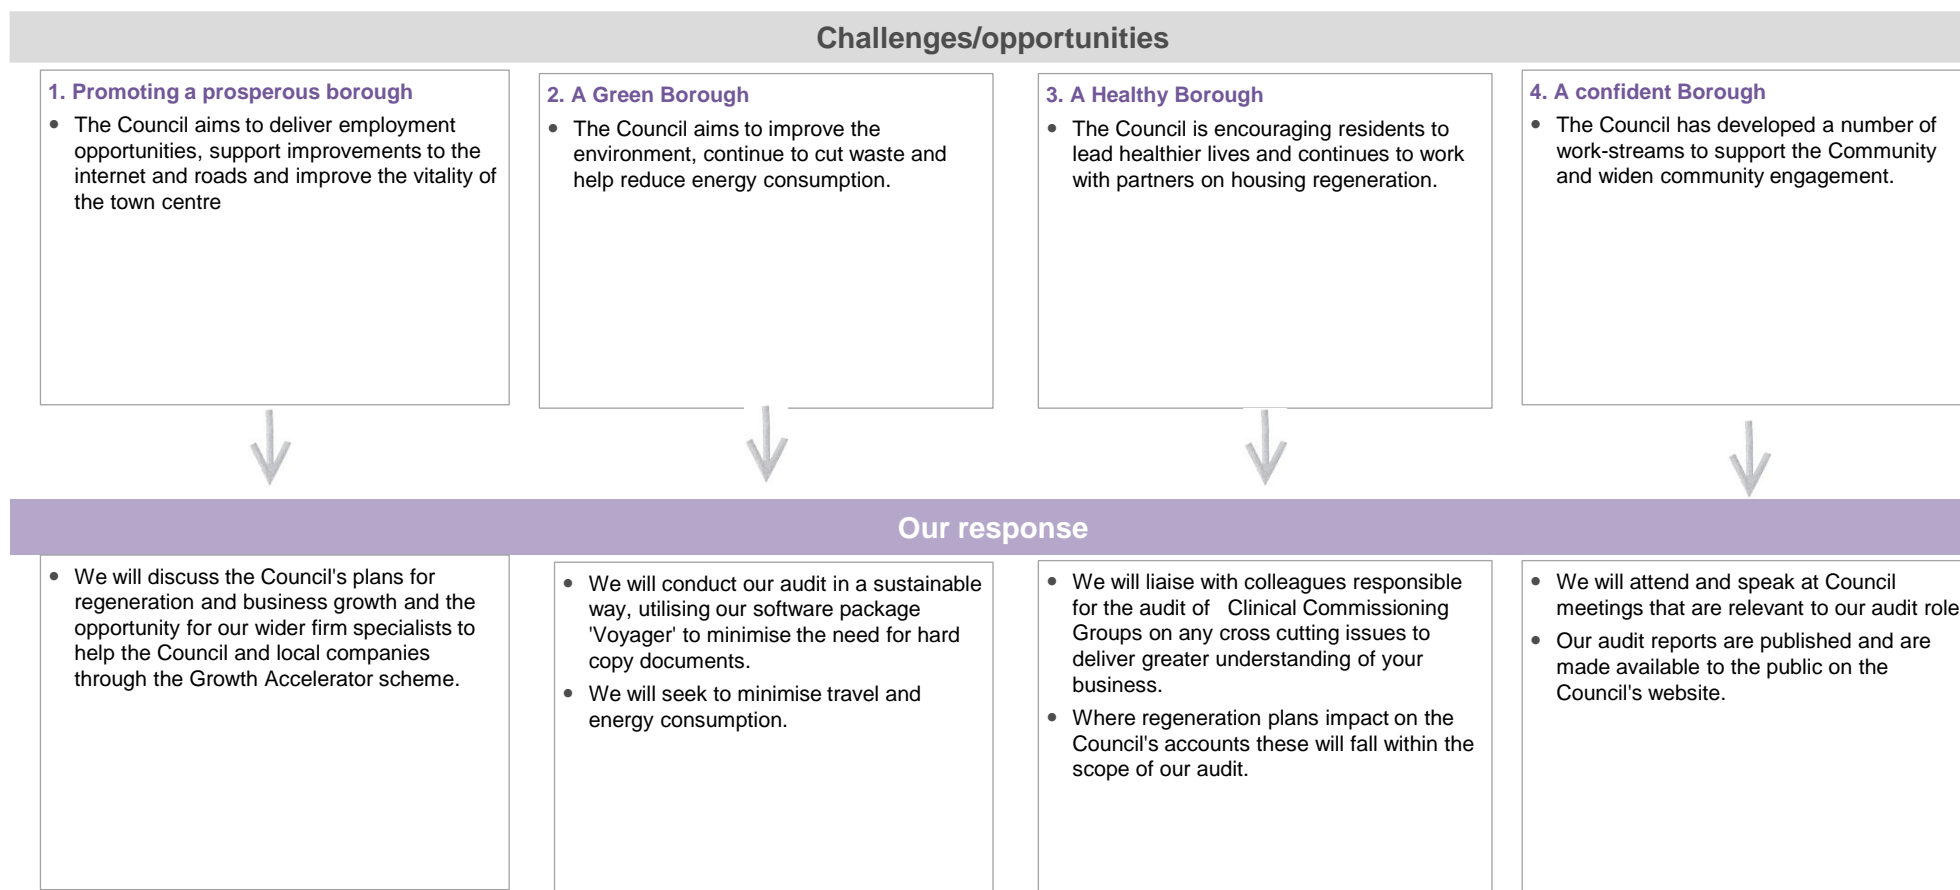 Challenges/opportunities
1. Promoting a prosperous borough
• The Council aims to deliver employment
opportunities, support improvements to the
internet and roads and improve the vitality of
the town centre
2. A Green Borough
• The Council aims to improve the
environment, continue to cut waste and
help reduce energy consumption.
3. A Healthy Borough
• The Council is encouraging residents to
lead healthier lives and continues to work
with partners on housing regeneration.
4. A confident Borough
• The Council has developed a number of
work-streams to support the Community
and widen community engagement.
Our response
• We will discuss the Council's plans for
regeneration and business growth and the
opportunity for our wider firm specialists to
help the Council and local companies
through the Growth Accelerator scheme.
• We will conduct our audit in a sustainable
way, utilising our software package
'Voyager' to minimise the need for hard
copy documents.
• We will seek to minimise travel and
energy consumption.
• We will liaise with colleagues responsible
for the audit of Clinical Commissioning
Groups on any cross cutting issues to
deliver greater understanding of your
business.
• Where regeneration plans impact on the
Council's accounts these will fall within the
scope of our audit.
• We will attend and speak at Council
meetings that are relevant to our audit role
• Our audit reports are published and are
made available to the public on the
Council's website.